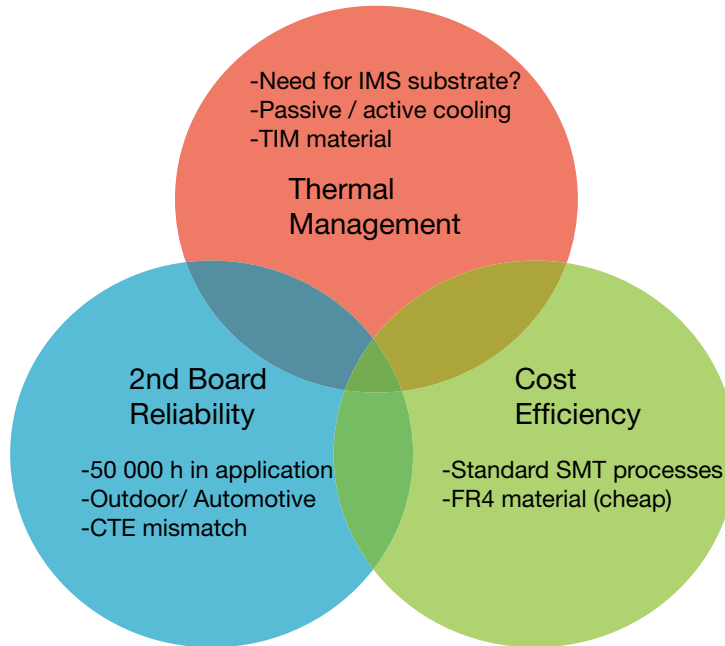 -Need for IMS substrate?
-Passive / active cooling
-TIM material
Thermal
Management
2nd Board
Reliability
-50 000 h in application
-Outdoor/ Automotive
-CTE mismatch
Cost
Efficiency
-Standard SMT processes
-FR4 material (cheap)